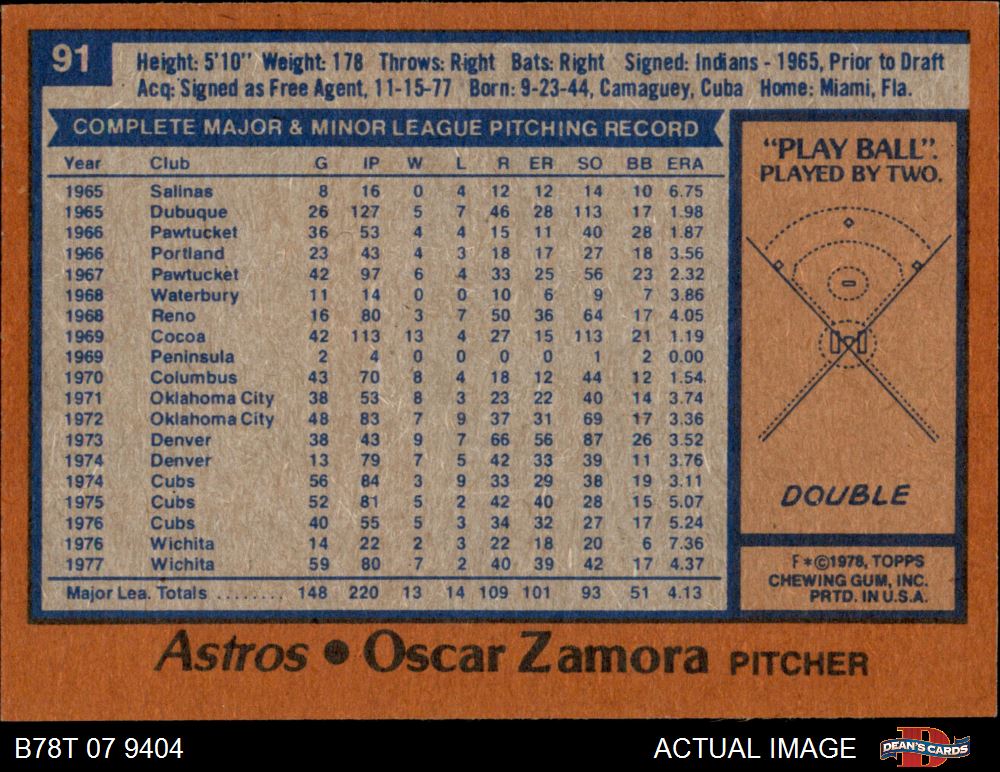 91
Height: 5'10" Weight: 178 Throws: Right Bats: Right Signed: Indians - 1965, Prior to Draft
Acq: Signed as Free Agent, 11-15-77 Born: 9-23-44, Camaguey, Cuba Home: Miami, Fla.
COMPLETE MAJOR & MINOR LEAGUE PITCHING RECORD
Year Club G IP W L R ER SO BB ERA
1965 Salinas 8 16 0 4 12 12 14 10 6.75
1965 Dubuque 26 127 5 7 46 28 113 17 1.98
1966 Pawtucket 36 53 4 4 15 11 40 28 1.87
1966 Portland 23 43 4 3 18 17 27 18 3.56
1967 Pawtucket 42 97 6 4 33 25 56 23 2.32
1968 Waterbury 11 14 0 0 10 6 9 7 3.86
1968 Reno 16 80 3 7 50 36 64 17 4.05
1969 Cocoa 42 113 13 4 27 15 113 21 1.19
1969 Peninsula 2 4 0 0 0 0 1 2 0.00
1970 Columbus 43 70 8 4 18 12 44 12 1.54
1971 Oklahoma City 38 53 8 3 23 22 40 14 3.74
1972 Oklahoma City 48 83 7 9 37 31 69 17 3.36
1973 Denver 38 43 9 7 66 56 87 26 3.52
1974 Denver 13 79 7 5 42 33 39 11 3.76
1974 Cubs 56 84 3 9 33 29 38 19 3.11
1975 Cubs 52 81 5 2 42 40 28 15 5.07
1976 Cubs 40 55 5 3 34 32 27 17 5.24
1976 Wichita 14 22 2 3 22 18 20 6 7.36
1977 Wichita 59 80 7 2 40 39 42 17 4.37
Major Lea. Totals ........ 148 220 13 14 109 101 93 51 4.13
"PLAY BALL".
PLAYED BY TWO.
DOUBLE
F*©1978, TOPPS
CHEWING GUM, INC.
PRTD. IN U.S.A.
Astros • Oscar Zamora PITCHER
B78T 07 9404
ACTUAL IMAGE
D
DEAN'S CARDS